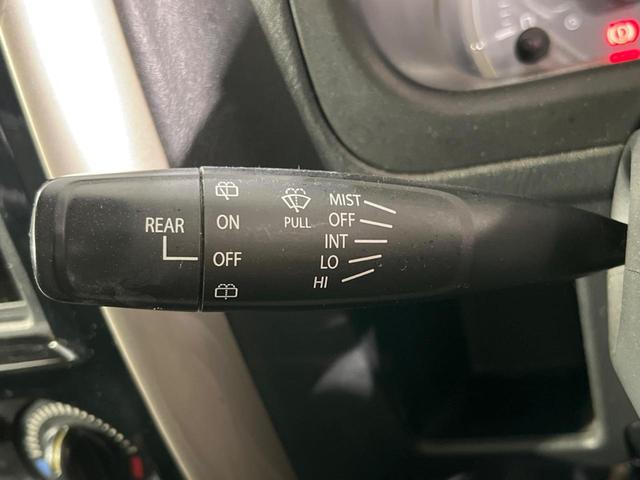 REAR
ON
OFF
PULL
MIST
OFF
INT
LO
HI